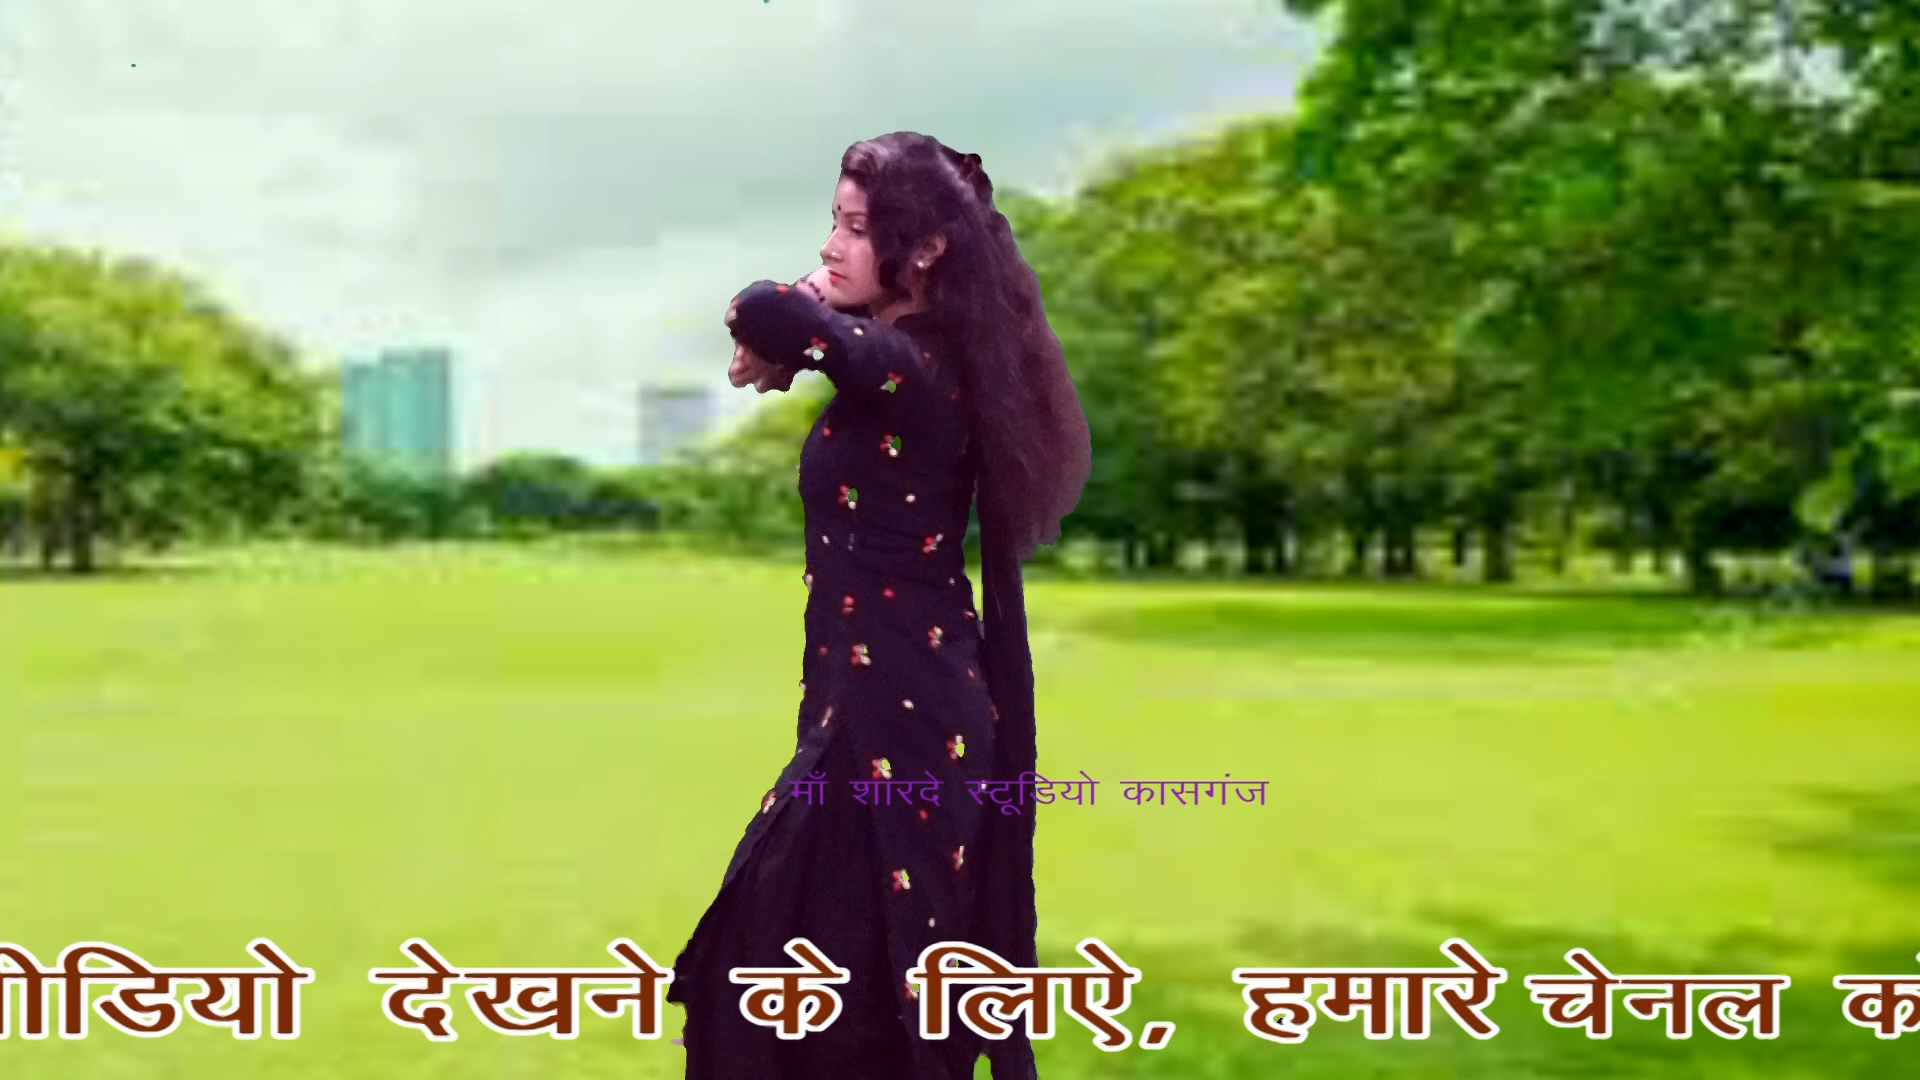 माँ शारदे स्टूडियो कासगंज
देखने के लिऐ, हमारे चेनल